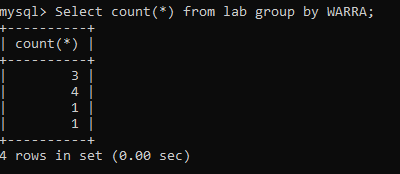 mysql> Select count(*) from lab group by WARRA;
+----------+
| count(*) |
+----------+
|        3 |
|        4 |
|        1 |
|        1 |
+----------+
4 rows in set (0.00 sec)